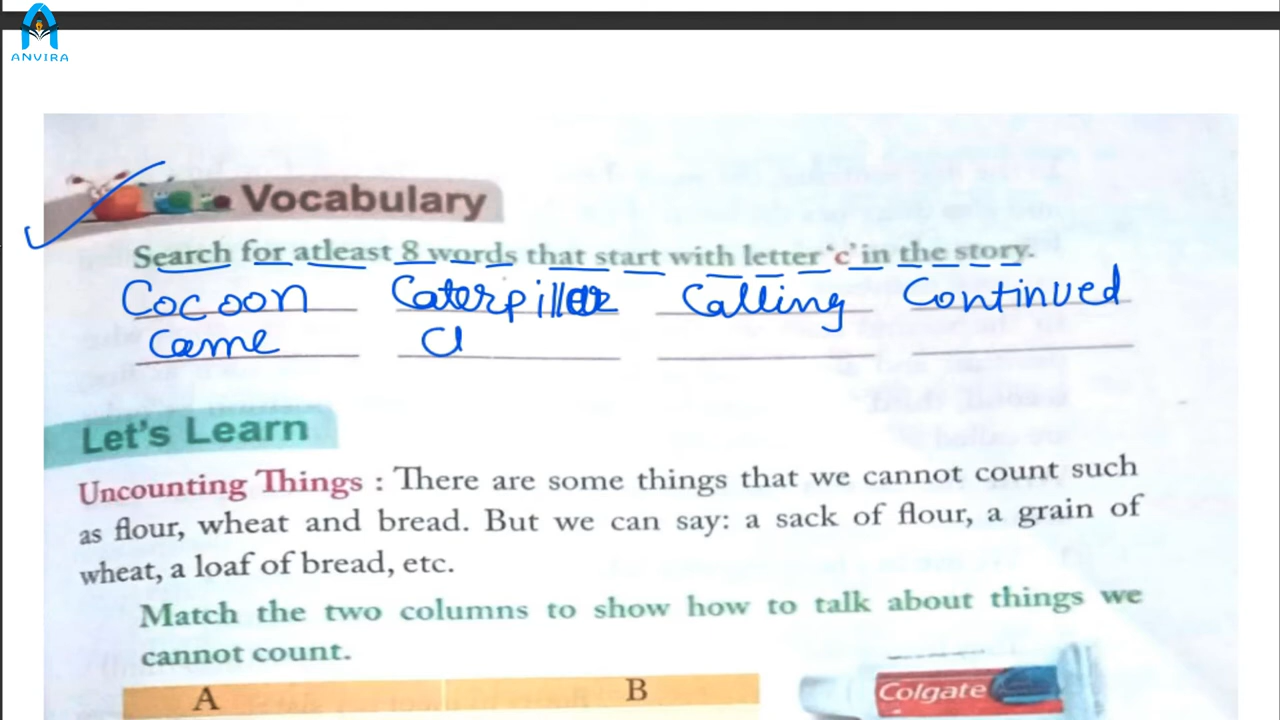 ANVIRA
Vocabulary
Search for atleast 8 words that start with letter 'c' in the story.
Cocoon Caterpiller Calling Continued
Came
Let's Learn
Uncounting Things : There are some things that we cannot count such
as flour, wheat and bread. But we can say: a sack of flour, a grain of
wheat, a loaf of bread, etc.
Match the two columns to show how to talk about things we
cannot count.
A B
Colgate